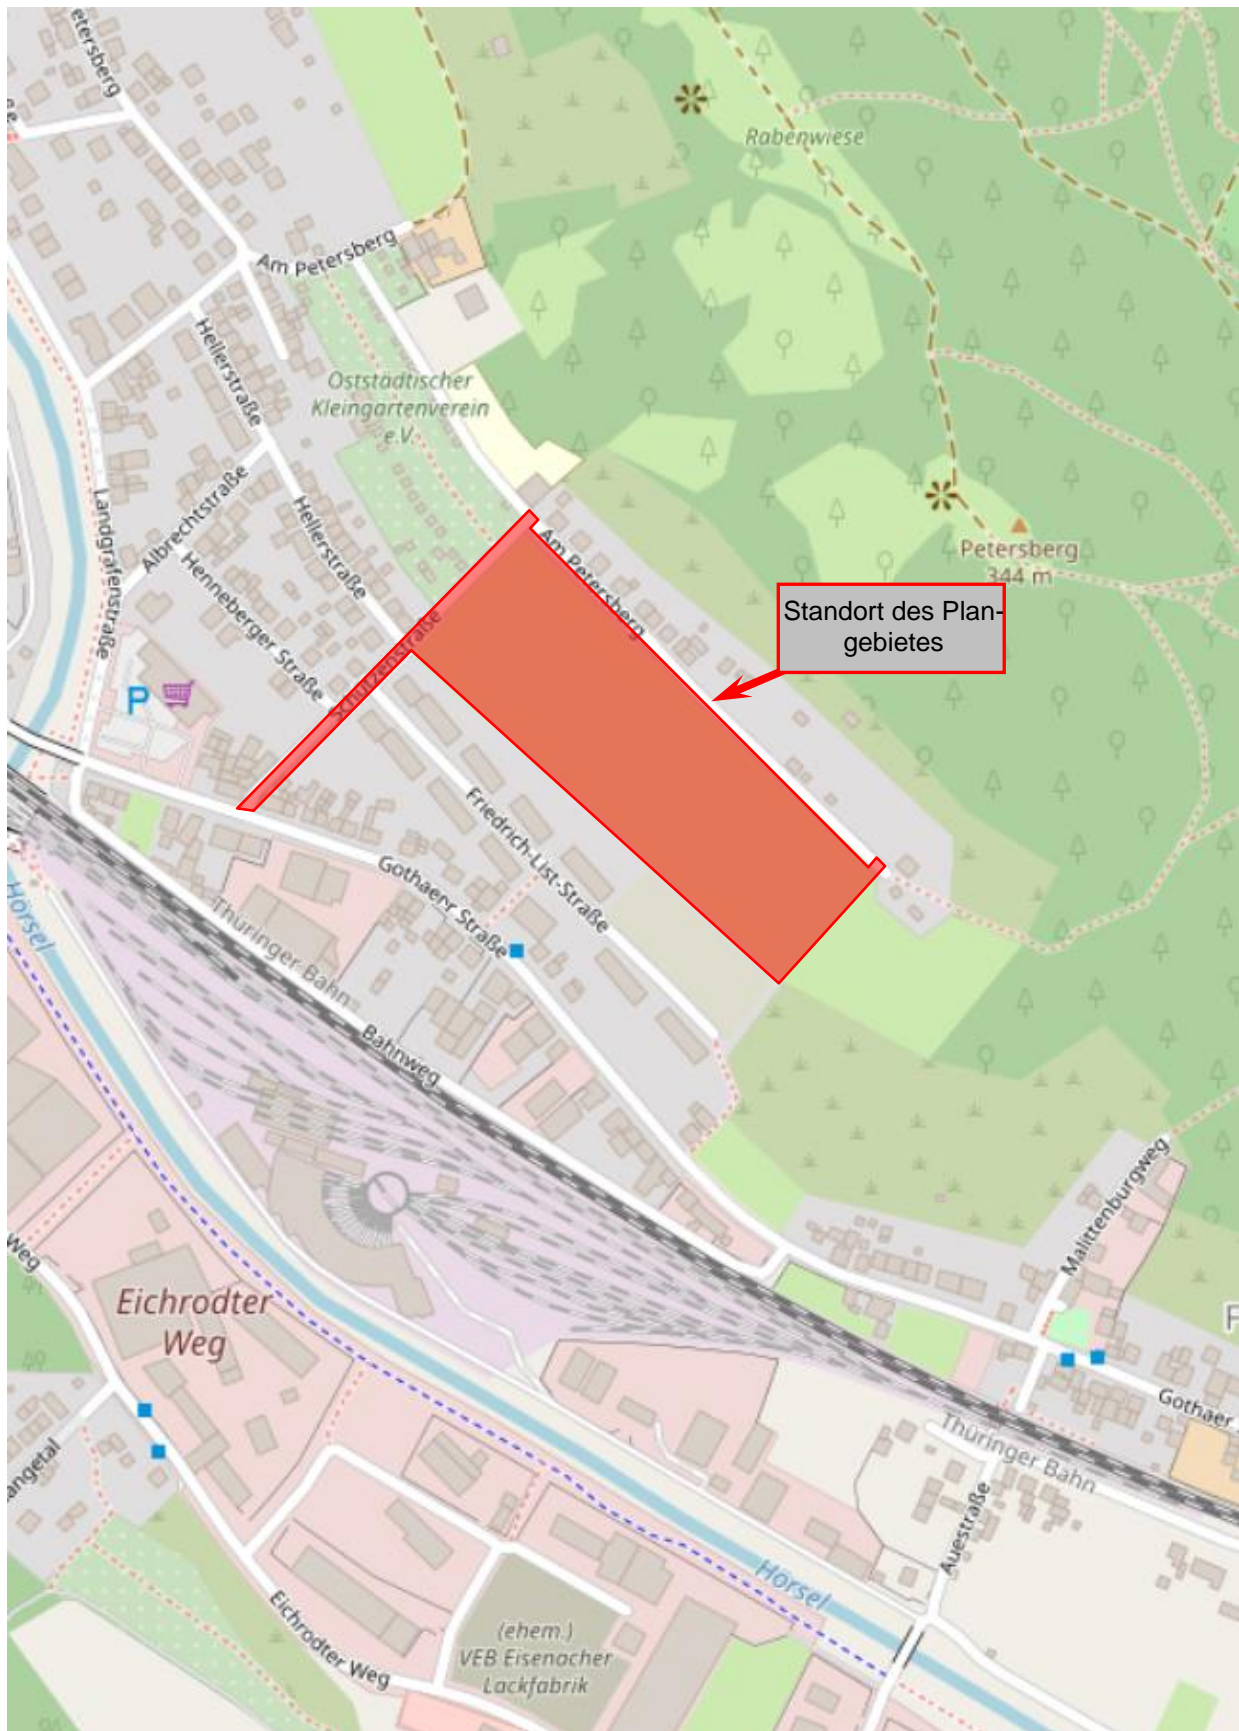 etersberg
Rabenwiese
Am Petersberg
Hellerstraße
Oststädtischer
Kleingartenverein
e.V.
Landgrafenstraße
Albrechtstraße
Hellerstraße
Henneberger Straße
Am Petersberg
Petersberg
344 m
Standort des Plan-
gebietes
Schützenstraße
P
Friedrich-List-Straße
Gothaer Straße
Hörsel
Thüringer Bahn
Bahnweg
Malittenburgweg
Weg
Eichrodter
Weg
F
Gothaer
Thüringer Bahn
angetal
Auestraße
Hörsel
Eichrodter Weg
(ehem.)
VEB Eisenacher
Lackfabrik